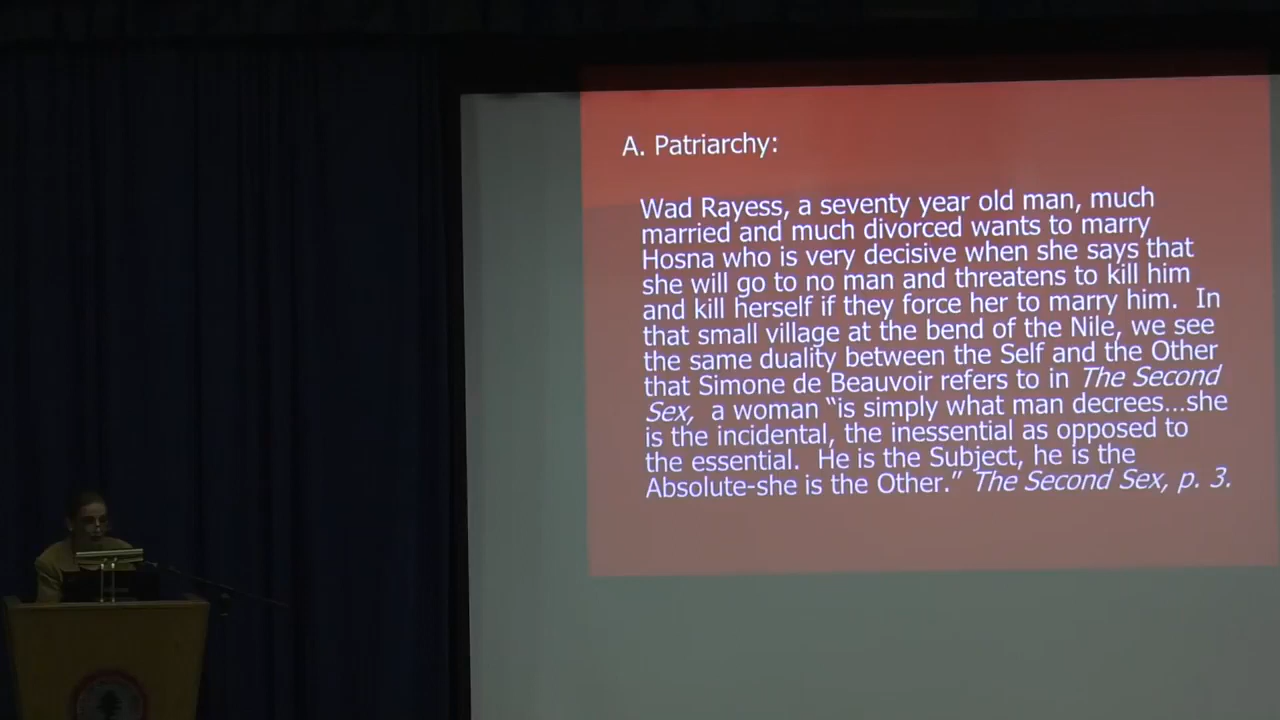 A. Patriarchy:
Wad Rayess, a seventy year old man, much
married and much divorced wants to marry
Hosna who is very decisive when she says that
she will go to no man and threatens to kill him
and kill herself if they force her to marry him.  In
that small village at the bend of the Nile, we see
the same duality between the Self and the Other
that Simone de Beauvoir refers to in The Second
Sex,  a woman “is simply what man decrees...she
is the incidental, the inessential as opposed to
the essential.  He is the Subject, he is the
Absolute-she is the Other.”  The Second Sex, p. 3.